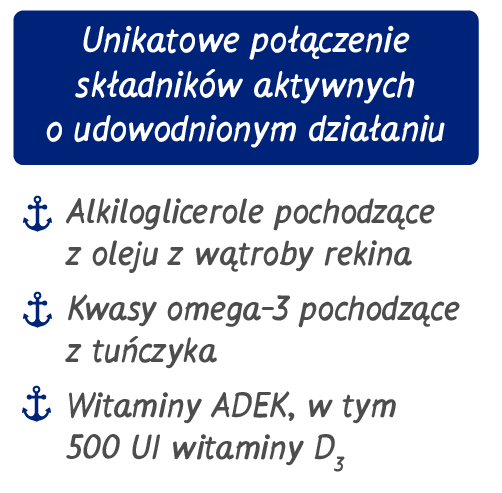 Unikatowe połączenie
składników aktywnych
o udowodnionym działaniu
Alkiloglicerole pochodzące
z oleju z wątroby rekina
Kwasy omega-3 pochodzące
z tuńczyka
Witaminy ADEK, w tym
500 UI witaminy D₃